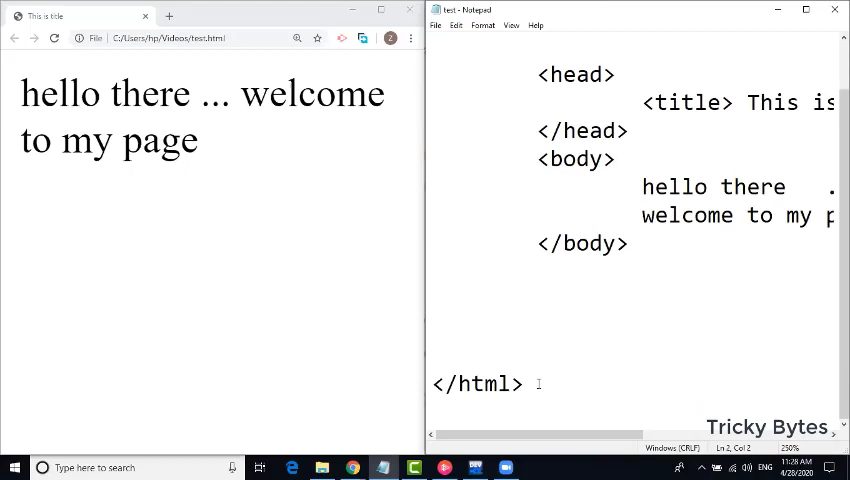 This is title
File C:/Users/hp/Videos/test.html
Z
hello there ... welcome
to my page
test - Notepad
File Edit Format View Help
<head>
<title> This is
</head>
<body>
hello there .
welcome to my p
</body>
</html>
Tricky Bytes
Windows (CRLF) Ln 2, Col 2 250%
Type here to search
DEV
ENG
11:28 AM
4/28/2020